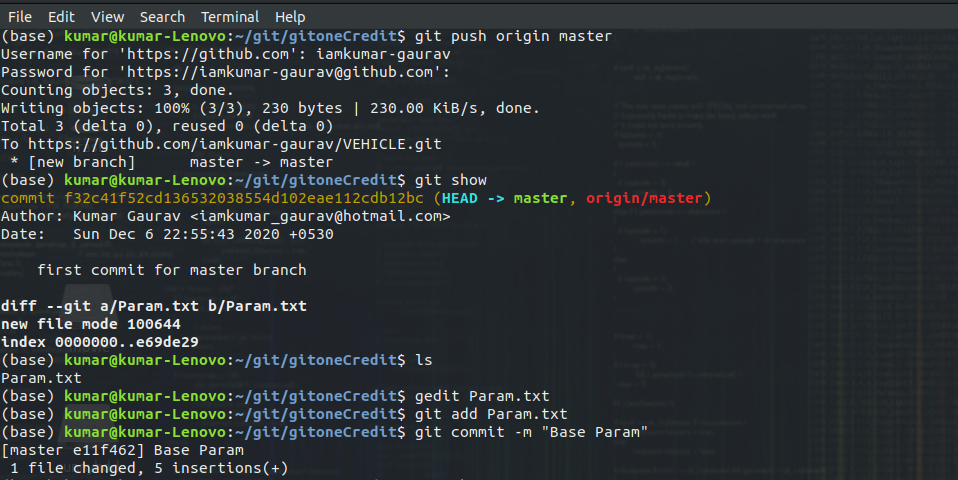 File Edit View Search Terminal Help
(base) kumar@kumar-Lenovo:~/git/gitoneCredit$ git push origin master
Username for 'https://github.com': iamkumar-gaurav
Password for 'https://iamkumar-gaurav@github.com':
Counting objects: 3, done.
Writing objects: 100% (3/3), 230 bytes | 230.00 KiB/s, done.
Total 3 (delta 0), reused 0 (delta 0)
To https://github.com/iamkumar-gaurav/VEHICLE.git
 * [new branch]      master -> master
(base) kumar@kumar-Lenovo:~/git/gitoneCredit$ git show
commit f32c41f52cd136532038554d102eae112cdb12bc (HEAD -> master, origin/master)
Author: Kumar Gaurav <iamkumar_gaurav@hotmail.com>
Date:   Sun Dec 6 22:55:43 2020 +0530
    first commit for master branch
diff --git a/Param.txt b/Param.txt
new file mode 100644
index 0000000..e69de29
(base) kumar@kumar-Lenovo:~/git/gitoneCredit$ ls
Param.txt
(base) kumar@kumar-Lenovo:~/git/gitoneCredit$ gedit Param.txt
(base) kumar@kumar-Lenovo:~/git/gitoneCredit$ git add Param.txt
(base) kumar@kumar-Lenovo:~/git/gitoneCredit$ git commit -m "Base Param"
[master e11f462] Base Param
 1 file changed, 5 insertions(+)